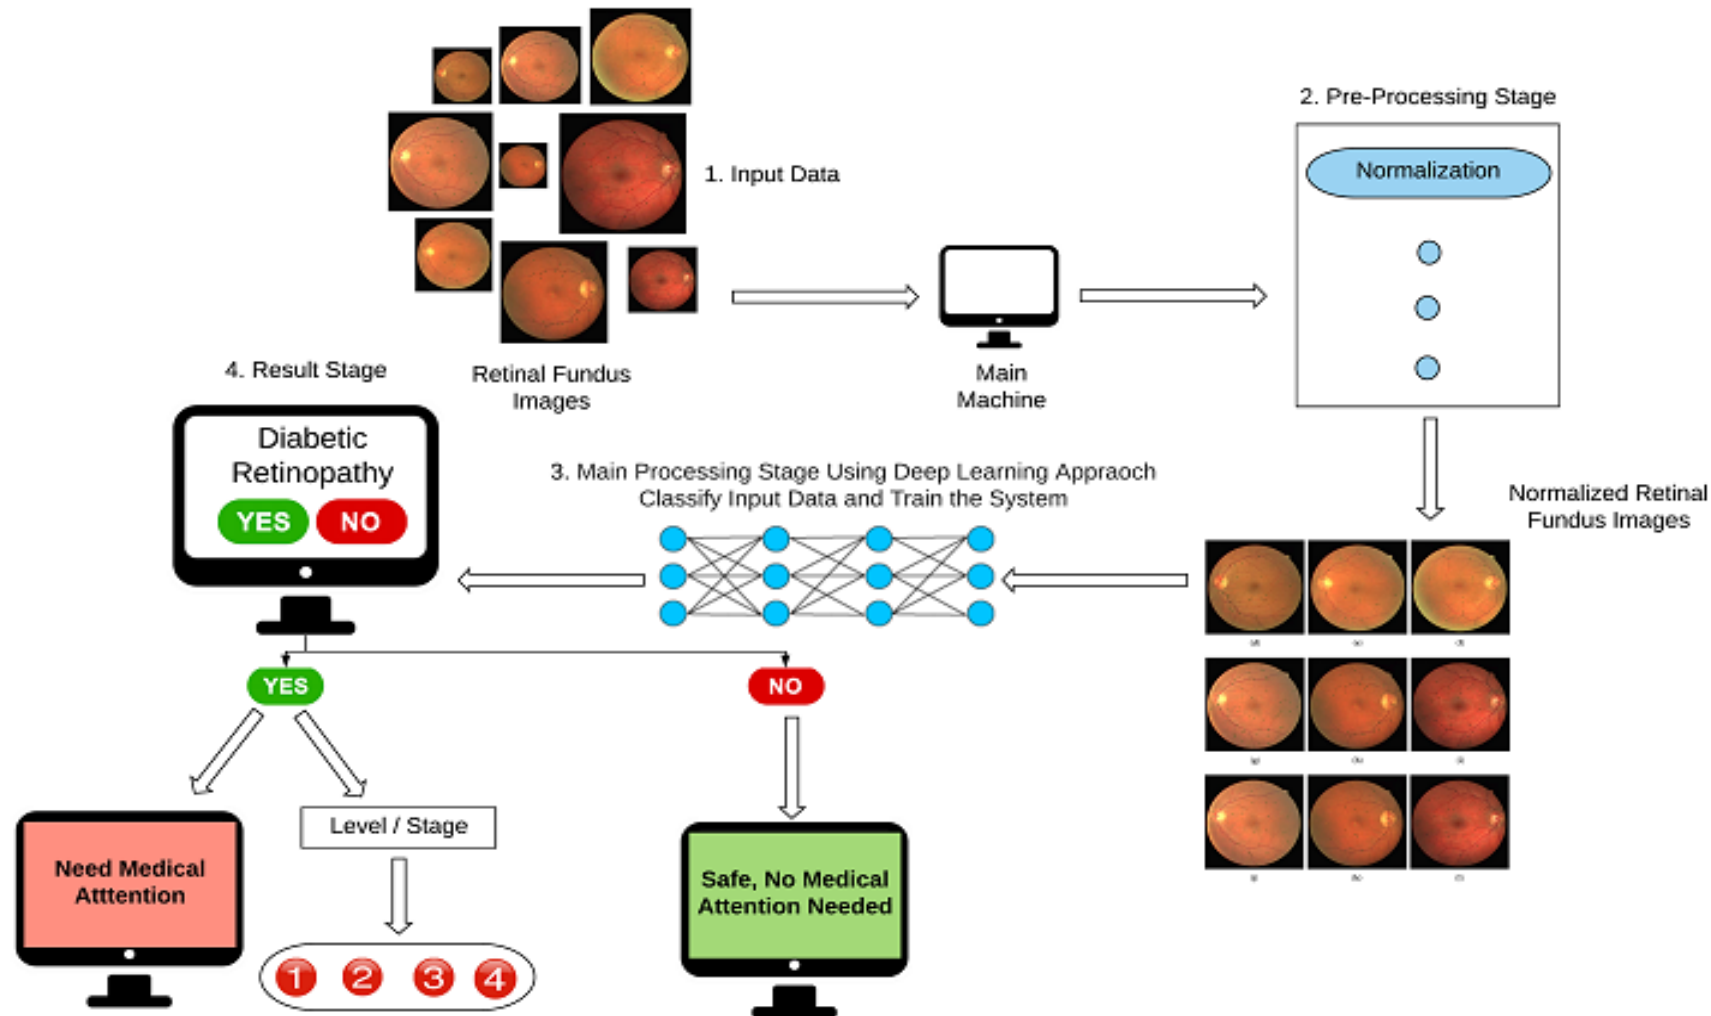 1. Input Data
Retinal Fundus
Images
Main
Machine
2. Pre-Processing Stage
Normalization
Normalized Retinal
Fundus Images
3. Main Processing Stage Using Deep Learning Appraoch
Classify Input Data and Train the System
4. Result Stage
Diabetic
Retinopathy
YES NO
YES
NO
Need Medical
Atttention
Level / Stage
1 2 3 4
Safe, No Medical
Attention Needed